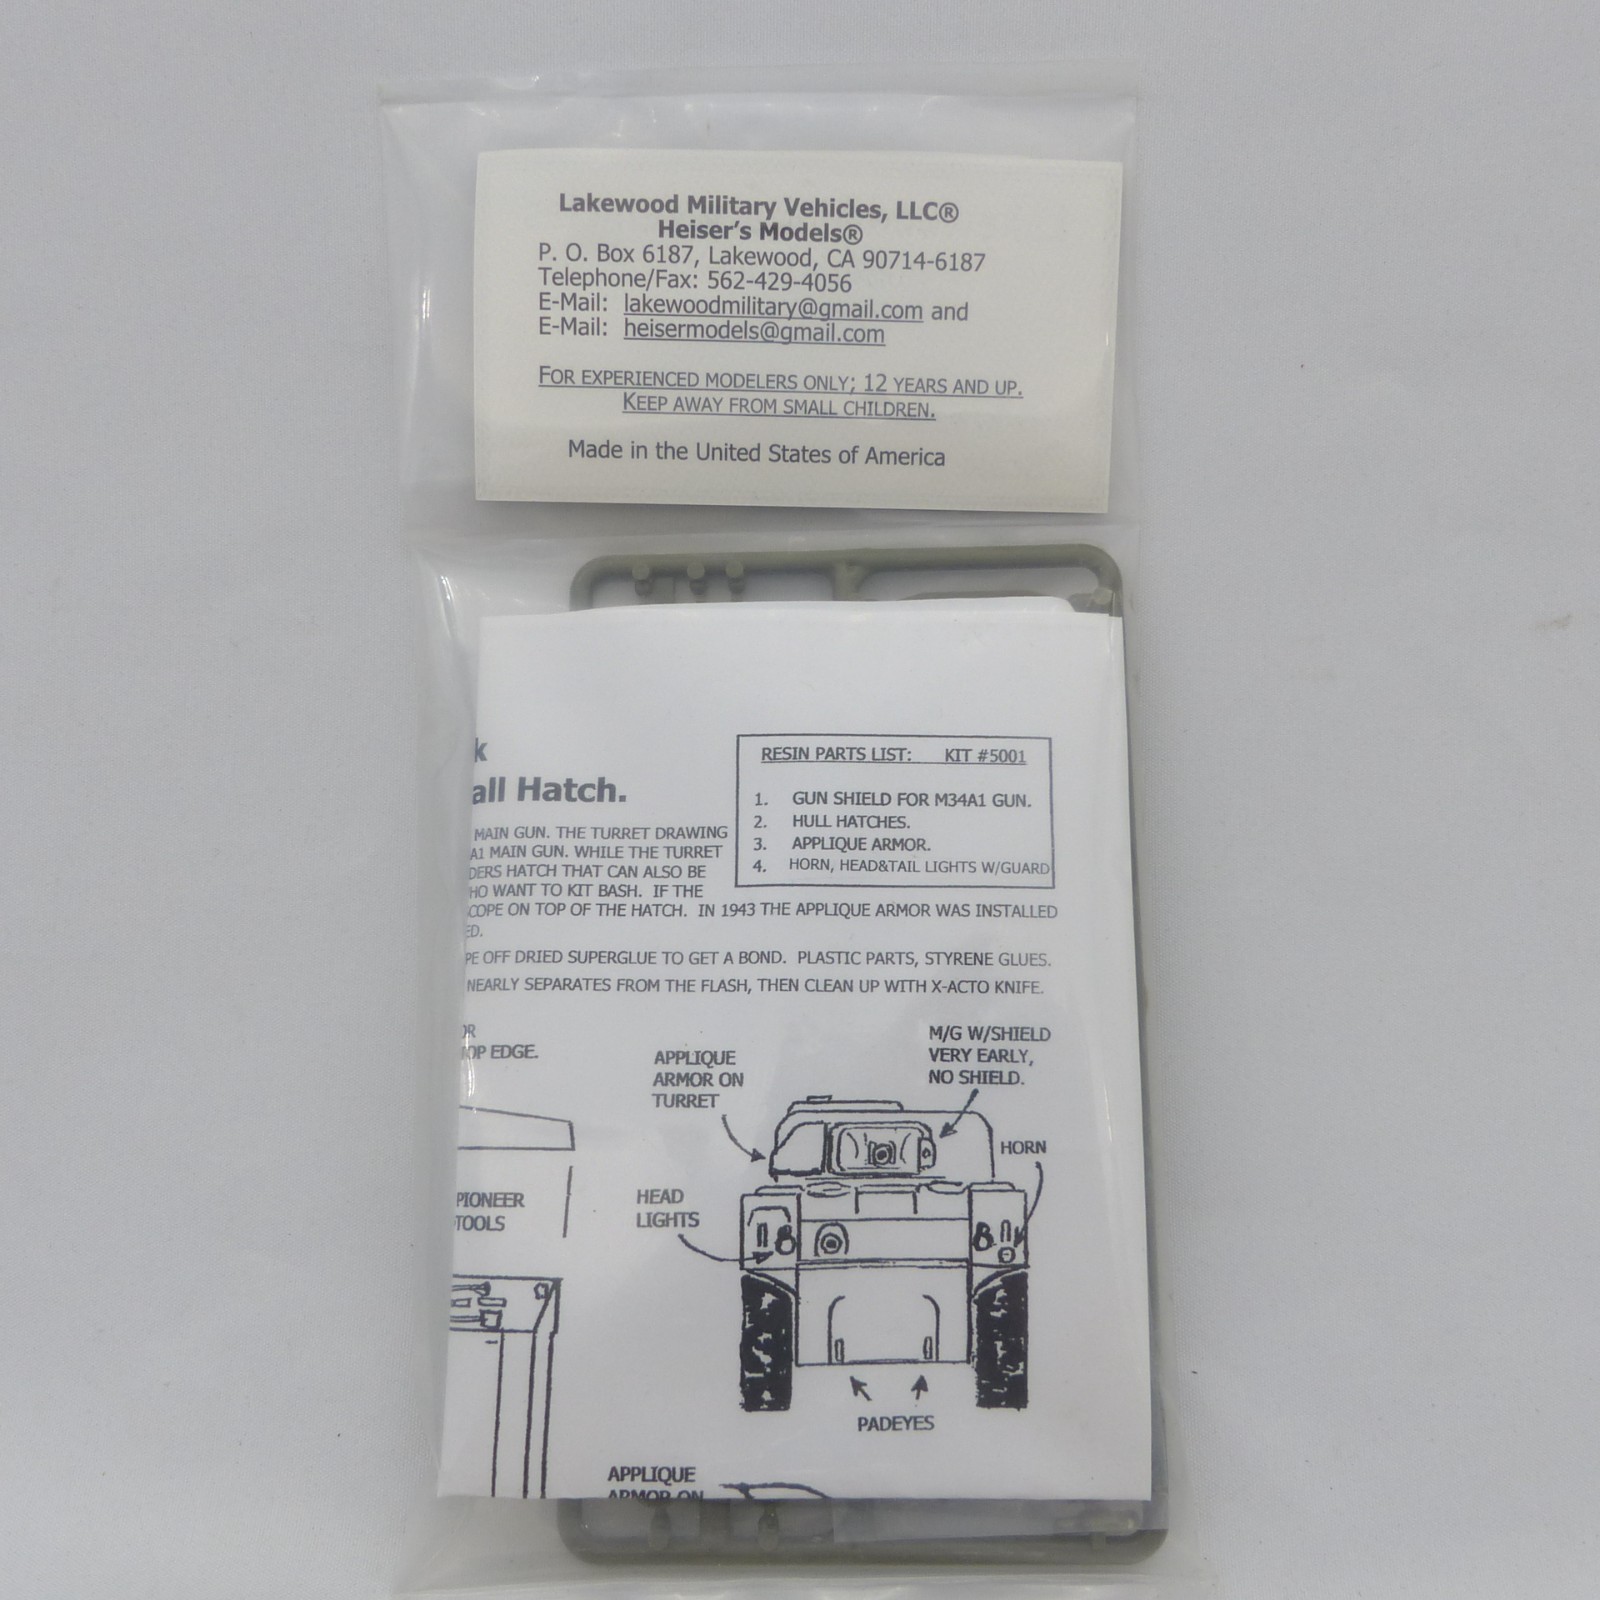 Lakewood Military Vehicles, LLC®
Heiser's Models®
P. O. Box 6187, Lakewood, CA 90714-6187
Telephone/Fax: 562-429-4056
E-Mail: lakewoodmilitary@gmail.com and
E-Mail: heisermodels@gmail.com
FOR EXPERIENCED MODELERS ONLY; 12 YEARS AND UP.
KEEP AWAY FROM SMALL CHILDREN.
Made in the United States of America
k
all Hatch.
RESIN PARTS LIST: KIT #5001
1. GUN SHIELD FOR M34A1 GUN.
2. HULL HATCHES.
3. APPLIQUE ARMOR.
4. HORN, HEAD&TAIL LIGHTS W/GUARD
MAIN GUN. THE TURRET DRAWING
A1 MAIN GUN. WHILE THE TURRET
DERS HATCH THAT CAN ALSO BE
HO WANT TO KIT BASH. IF THE
COPE ON TOP OF THE HATCH. IN 1943 THE APPLIQUE ARMOR WAS INSTALLED
ED.
PE OFF DRIED SUPERGLUE TO GET A BOND. PLASTIC PARTS, STYRENE GLUES.
NEARLY SEPARATES FROM THE FLASH, THEN CLEAN UP WITH X-ACTO KNIFE.
OR
TOP EDGE.
APPLIQUE
ARMOR ON
TURRET
M/G W/SHIELD
VERY EARLY,
NO SHIELD.
HORN
PIONEER
TOOLS
HEAD
LIGHTS
PADEYES
APPLIQUE
ARMOR ON